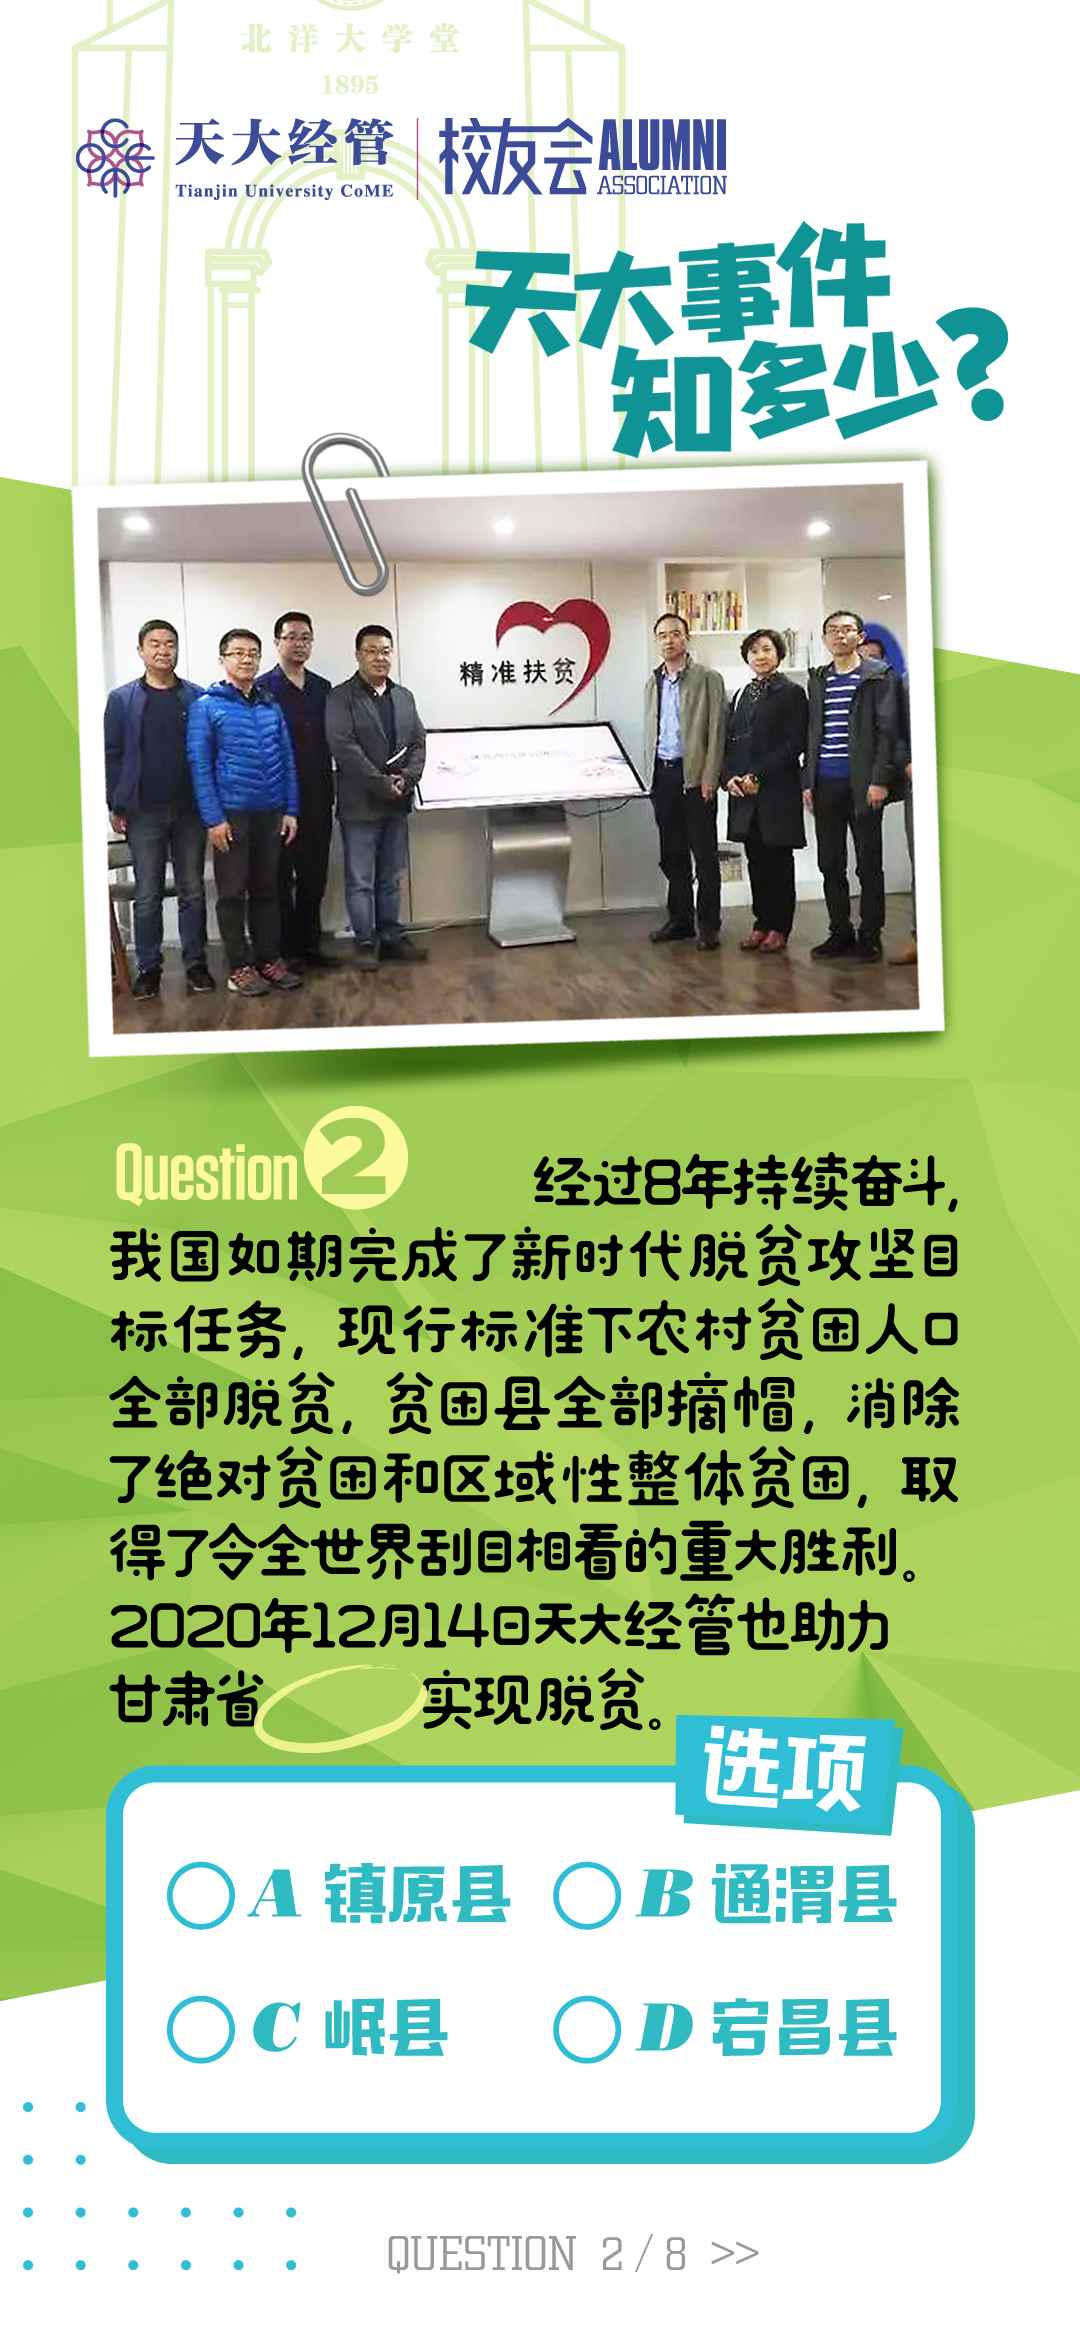 北洋大学堂
1895
天大经管
Tianjin University CoME
校友会
ALUMNI
ASSOCIATION
天大事件
知多少?
精准扶贫
Question 2
经过8年持续奋斗,
我国如期完成了新时代脱贫攻坚目
标任务,现行标准下农村贫困人口
全部脱贫,贫困县全部摘帽,消除
了绝对贫困和区域性整体贫困,取
得了令全世界刮目相看的重大胜利。
2020年12月14日天大经管也助力
甘肃省 实现脱贫。
选项
A 镇原县
B 通渭县
C 岷县
D 宕昌县
QUESTION 2/8 >>